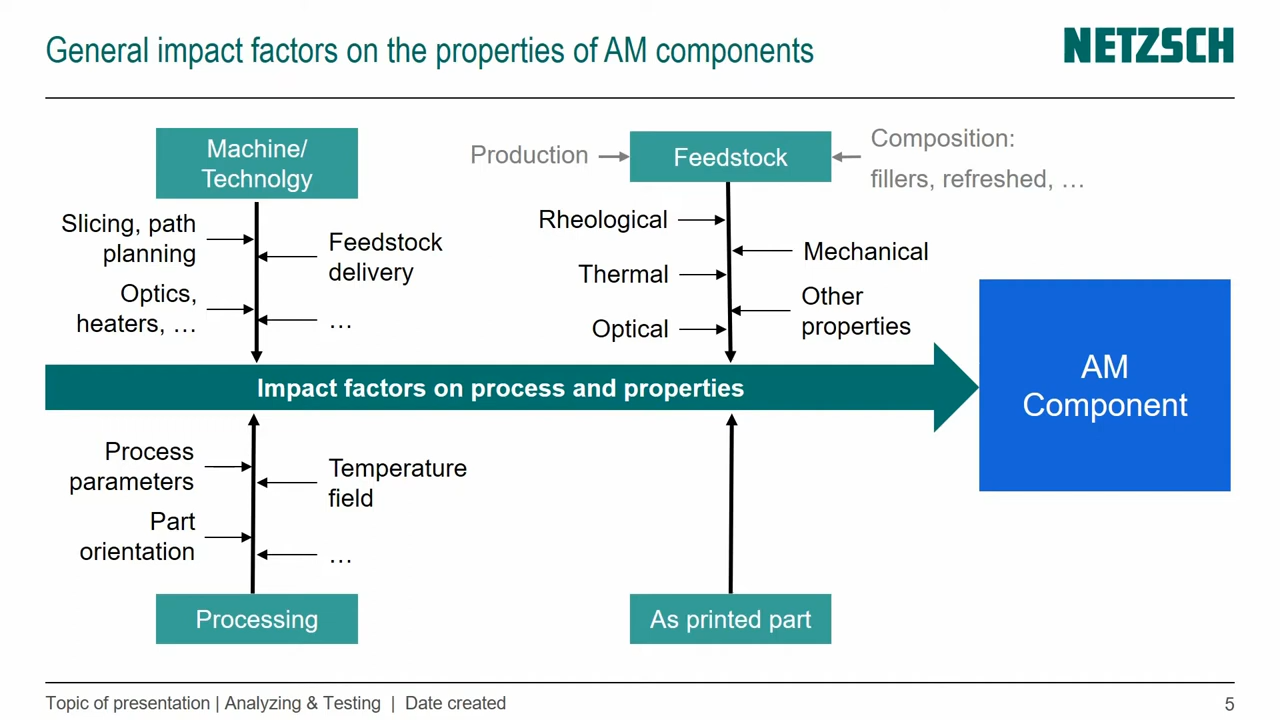 General impact factors on the properties of AM components
NETZSCH
Machine/
Technolgy
Production
Feedstock
Composition:
fillers, refreshed, …
Slicing, path
planning
Feedstock
delivery
Optics,
heaters, …
…
Rheological
Mechanical
Thermal
Other
properties
Optical
Impact factors on process and properties
AM
Component
Process
parameters
Temperature
field
Part
orientation
…
Processing
As printed part
Topic of presentation | Analyzing & Testing | Date created
5